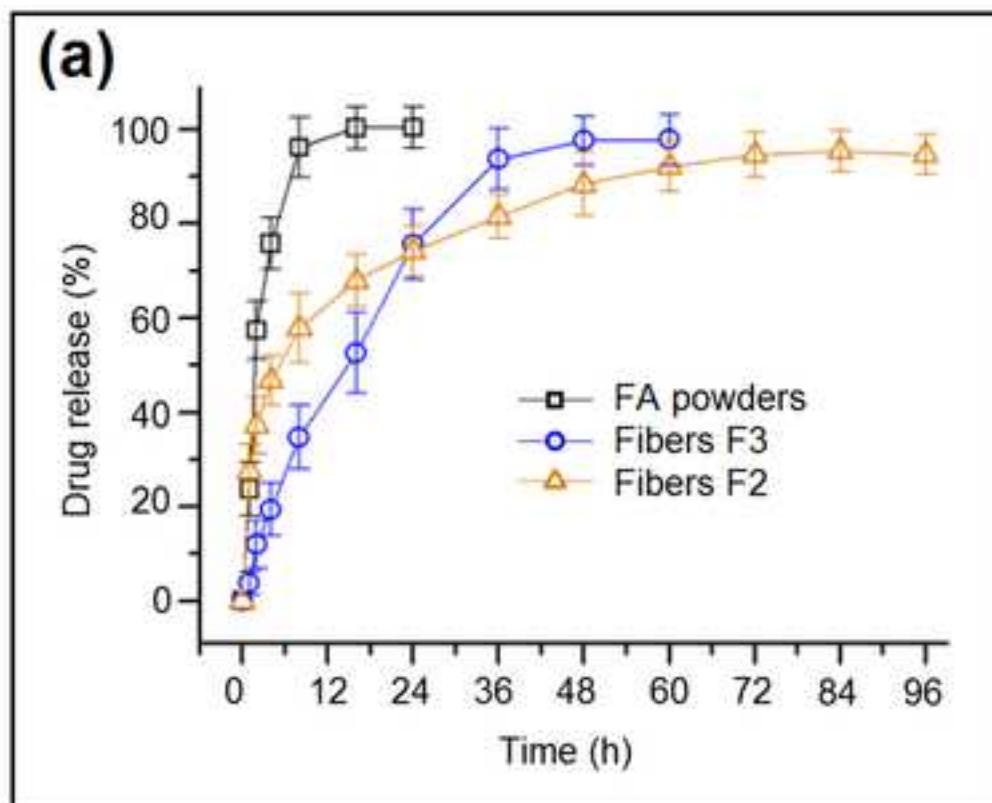 (a)
100
80
60
40
20
0
Drug release (%)
FA powders
Fibers F3
Fibers F2
0 12 24 36 48 60 72 84 96
Time (h)